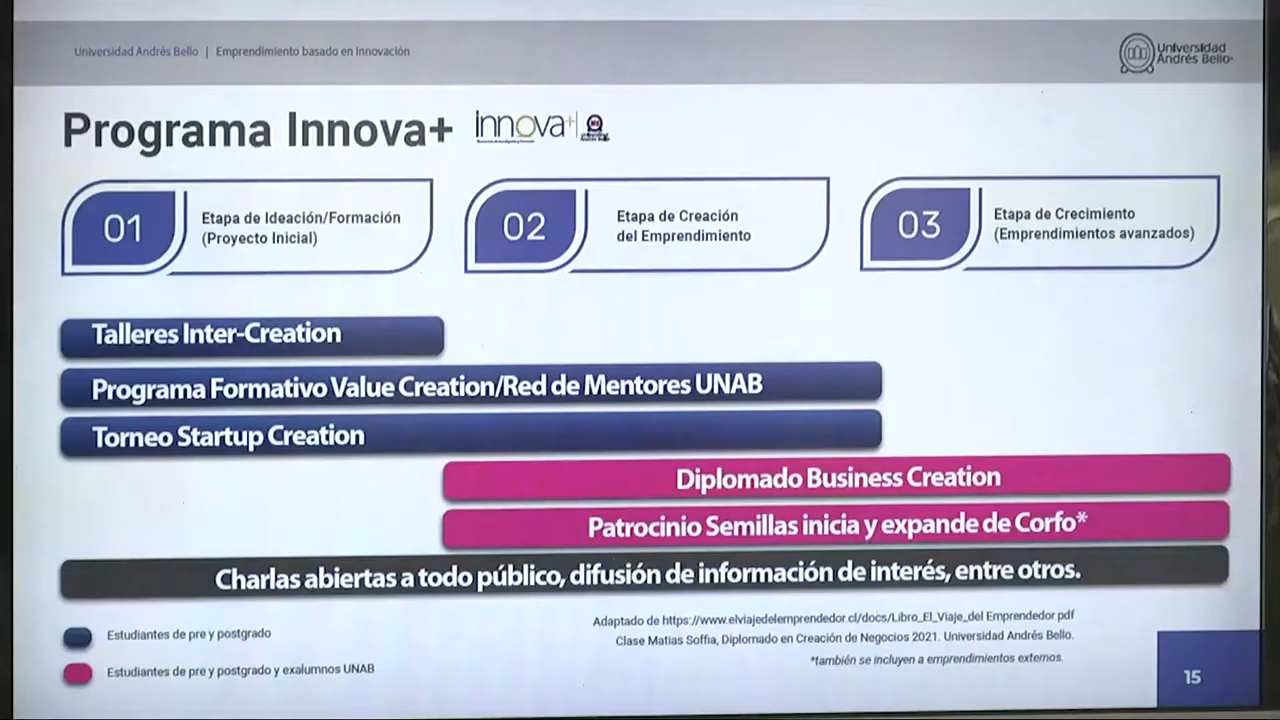 Universidad Andrés Bello | Emprendimiento basado en Innovación
Universidad
Andrés Bello
Programa Innova+
innova+
01
Etapa de Ideación/Formación
(Proyecto Inicial)
02
Etapa de Creación
del Emprendimiento
03
Etapa de Crecimiento
(Emprendimientos avanzados)
Talleres Inter-Creation
Programa Formativo Value Creation/Red de Mentores UNAB
Torneo Startup Creation
Diplomado Business Creation
Patrocinio Semillas inicia y expande de Corfo*
Charlas abiertas a todo público, difusión de información de interés, entre otros.
Estudiantes de pre y postgrado
Estudiantes de pre y postgrado y exalumnos UNAB
Adaptado de https://www.elviajedelemprendedor.cl/docs/Libro_El_Viaje_del Emprendedor.pdf
Clase Matias Soffia, Diplomado en Creación de Negocios 2021. Universidad Andrés Bello.
*también se incluyen a emprendimientos externos.
15